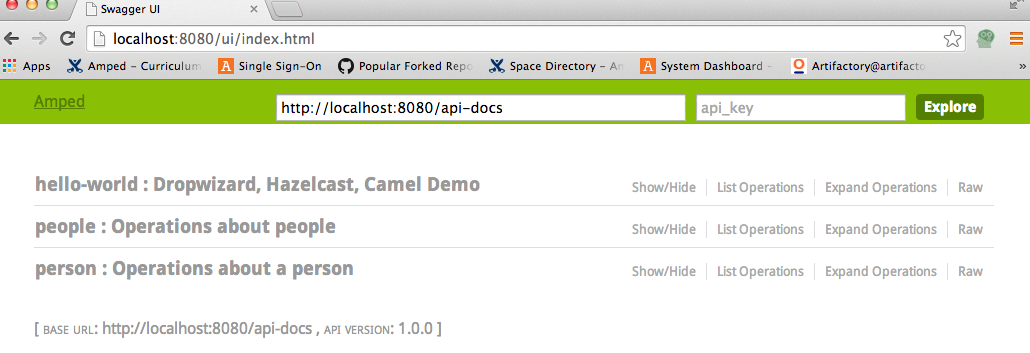 Swagger UI
localhost:8080/ui/index.html
Apps Amped – Curriculum Single Sign-On Popular Forked Repo Space Directory – Am System Dashboard – Artifactory@artifacto »
Amped http://localhost:8080/api-docs api_key Explore
hello-world : Dropwizard, Hazelcast, Camel Demo Show/Hide List Operations Expand Operations Raw
people : Operations about people Show/Hide List Operations Expand Operations Raw
person : Operations about a person Show/Hide List Operations Expand Operations Raw
[ BASE URL: http://localhost:8080/api-docs , API VERSION: 1.0.0 ]